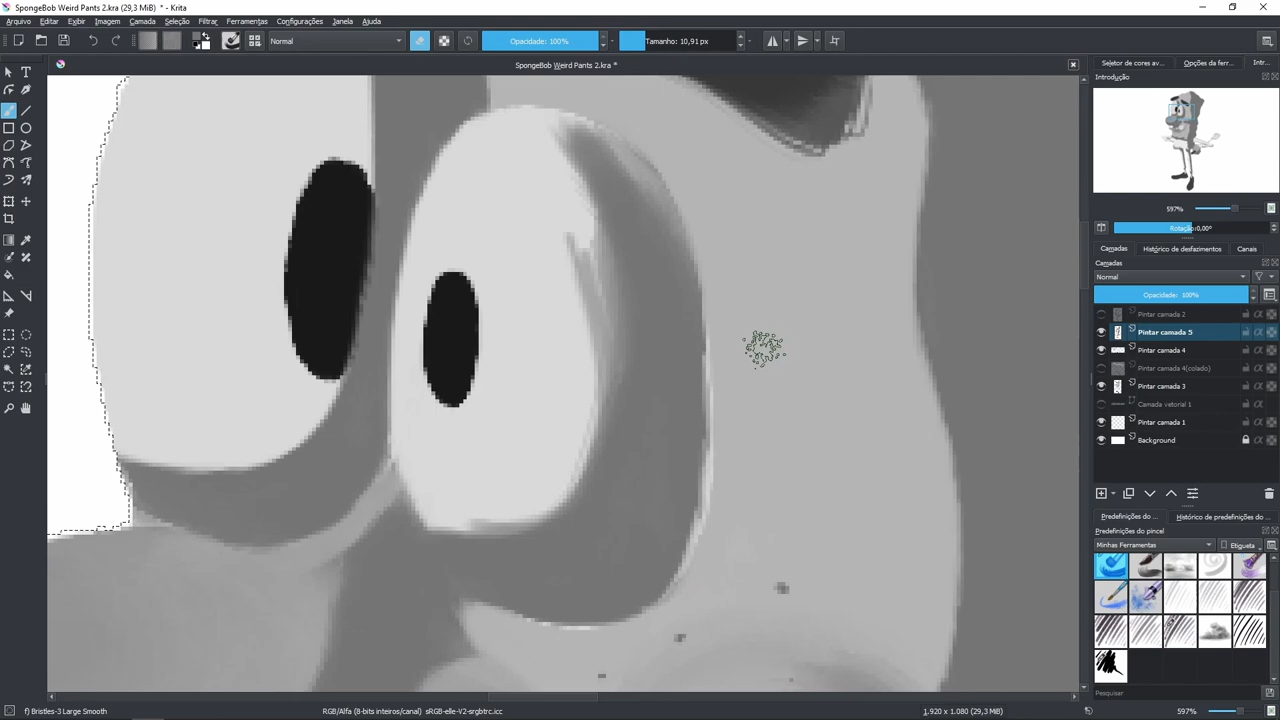 SpongeBob Weird Pants 2.kra (29,3 MiB) * - Krita
Arquivo Editar Exibir Imagem Camada Seleção Filtrar Ferramentas Configurações Janela Ajuda
Normal Opacidade: 100% Tamanho: 10,91 px
SpongeBob Weird Pants 2.kra *
Seletor de cores av... Opções da ferr... Intr...
Introdução
597%
Rotação:0,00°
Camadas Histórico de desfazimentos Canais
Camadas
Normal
Opacidade: 100%
Pintar camada 2
Pintar camada 5
Pintar camada 4
Pintar camada 4(colado)
Pintar camada 3
Camada vetorial 1
Pintar camada 1
Background
Predefinições do ... Histórico de predefinições do ...
Predefinições do pincel
Minhas Ferramentas Etiqueta
Pesquisar
f) Bristles-3 Large Smooth RGB/Alfa (8-bits inteiros/canal) sRGB-elle-V2-srgbtrc.icc 1.920 x 1.080 (29,3 MiB) 597%